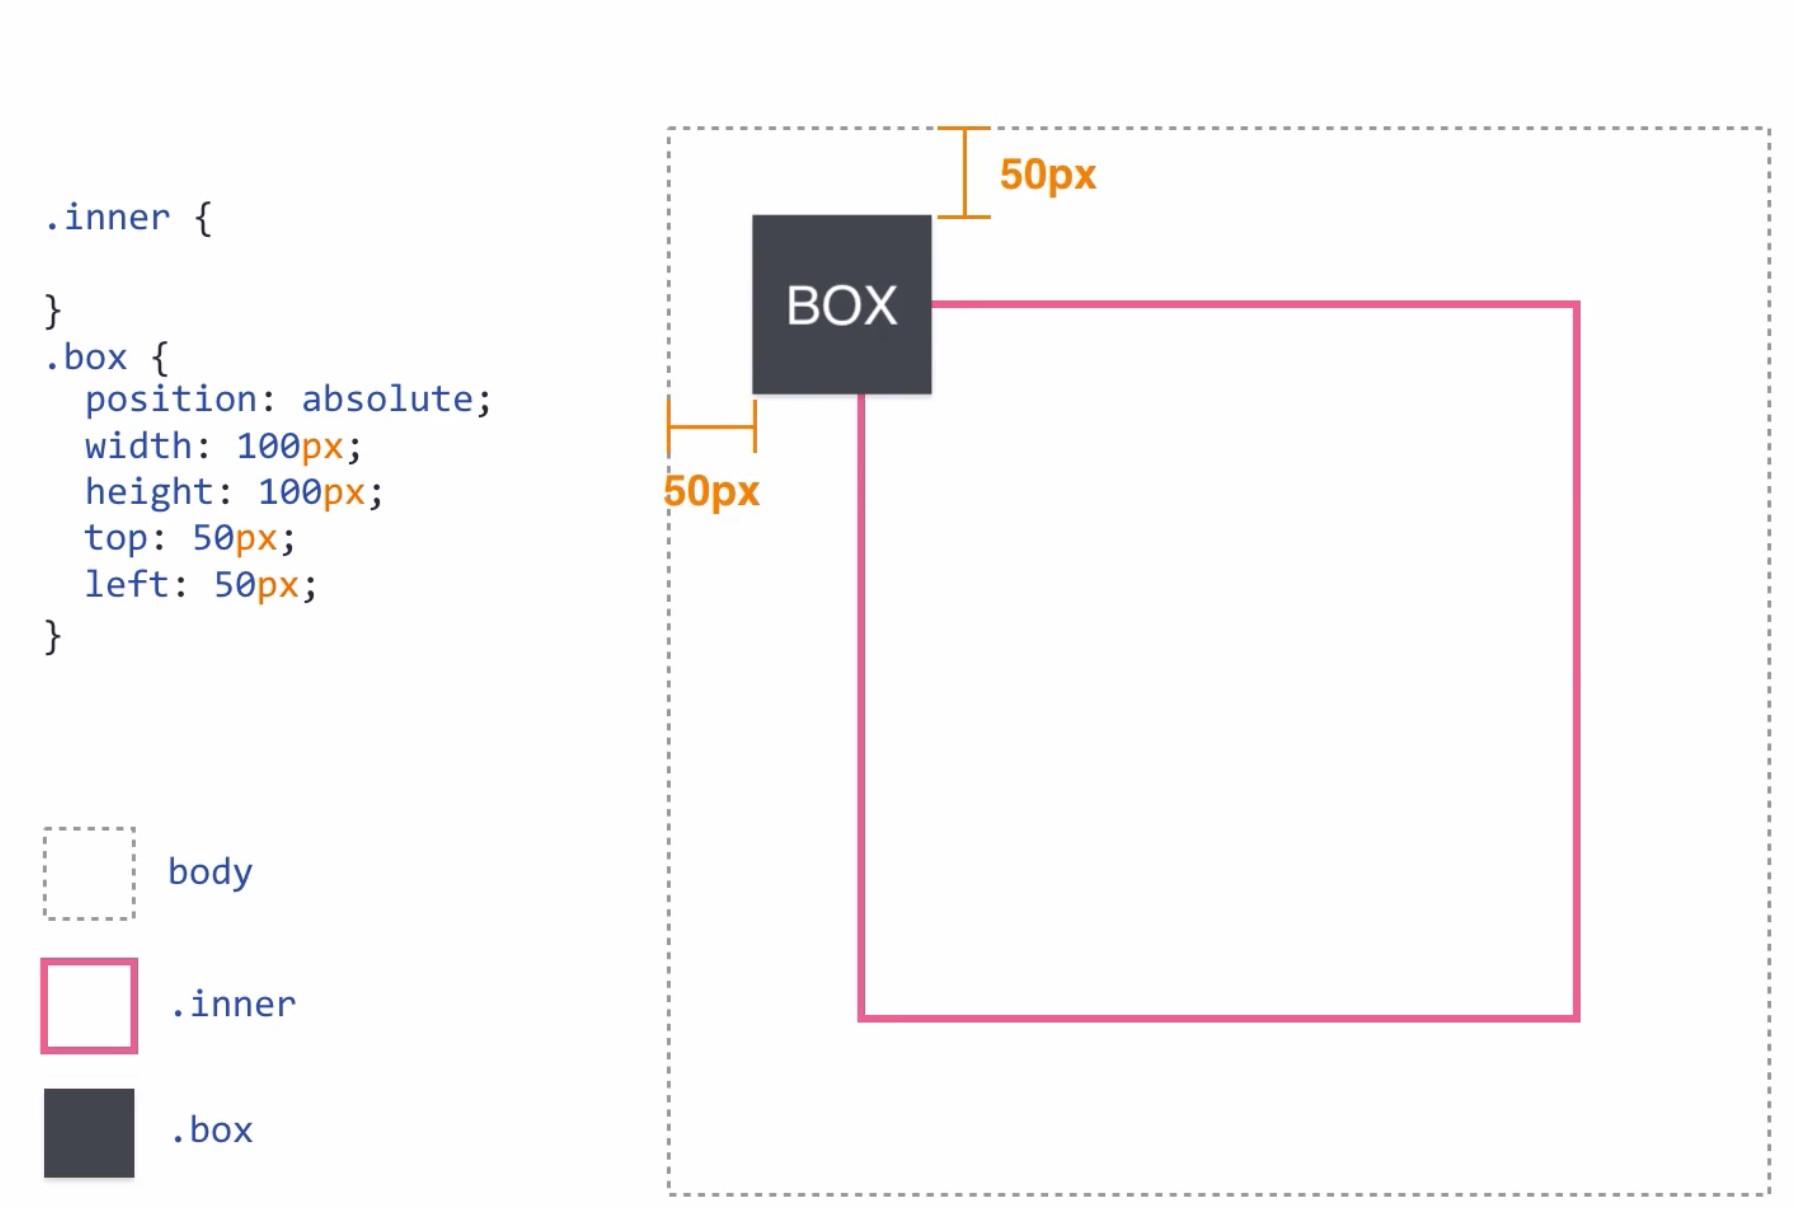 .inner {
}
.box {
position: absolute;
width: 100px;
height: 100px;
top: 50px;
left: 50px;
}
body
.inner
.box
50px
BOX
50px